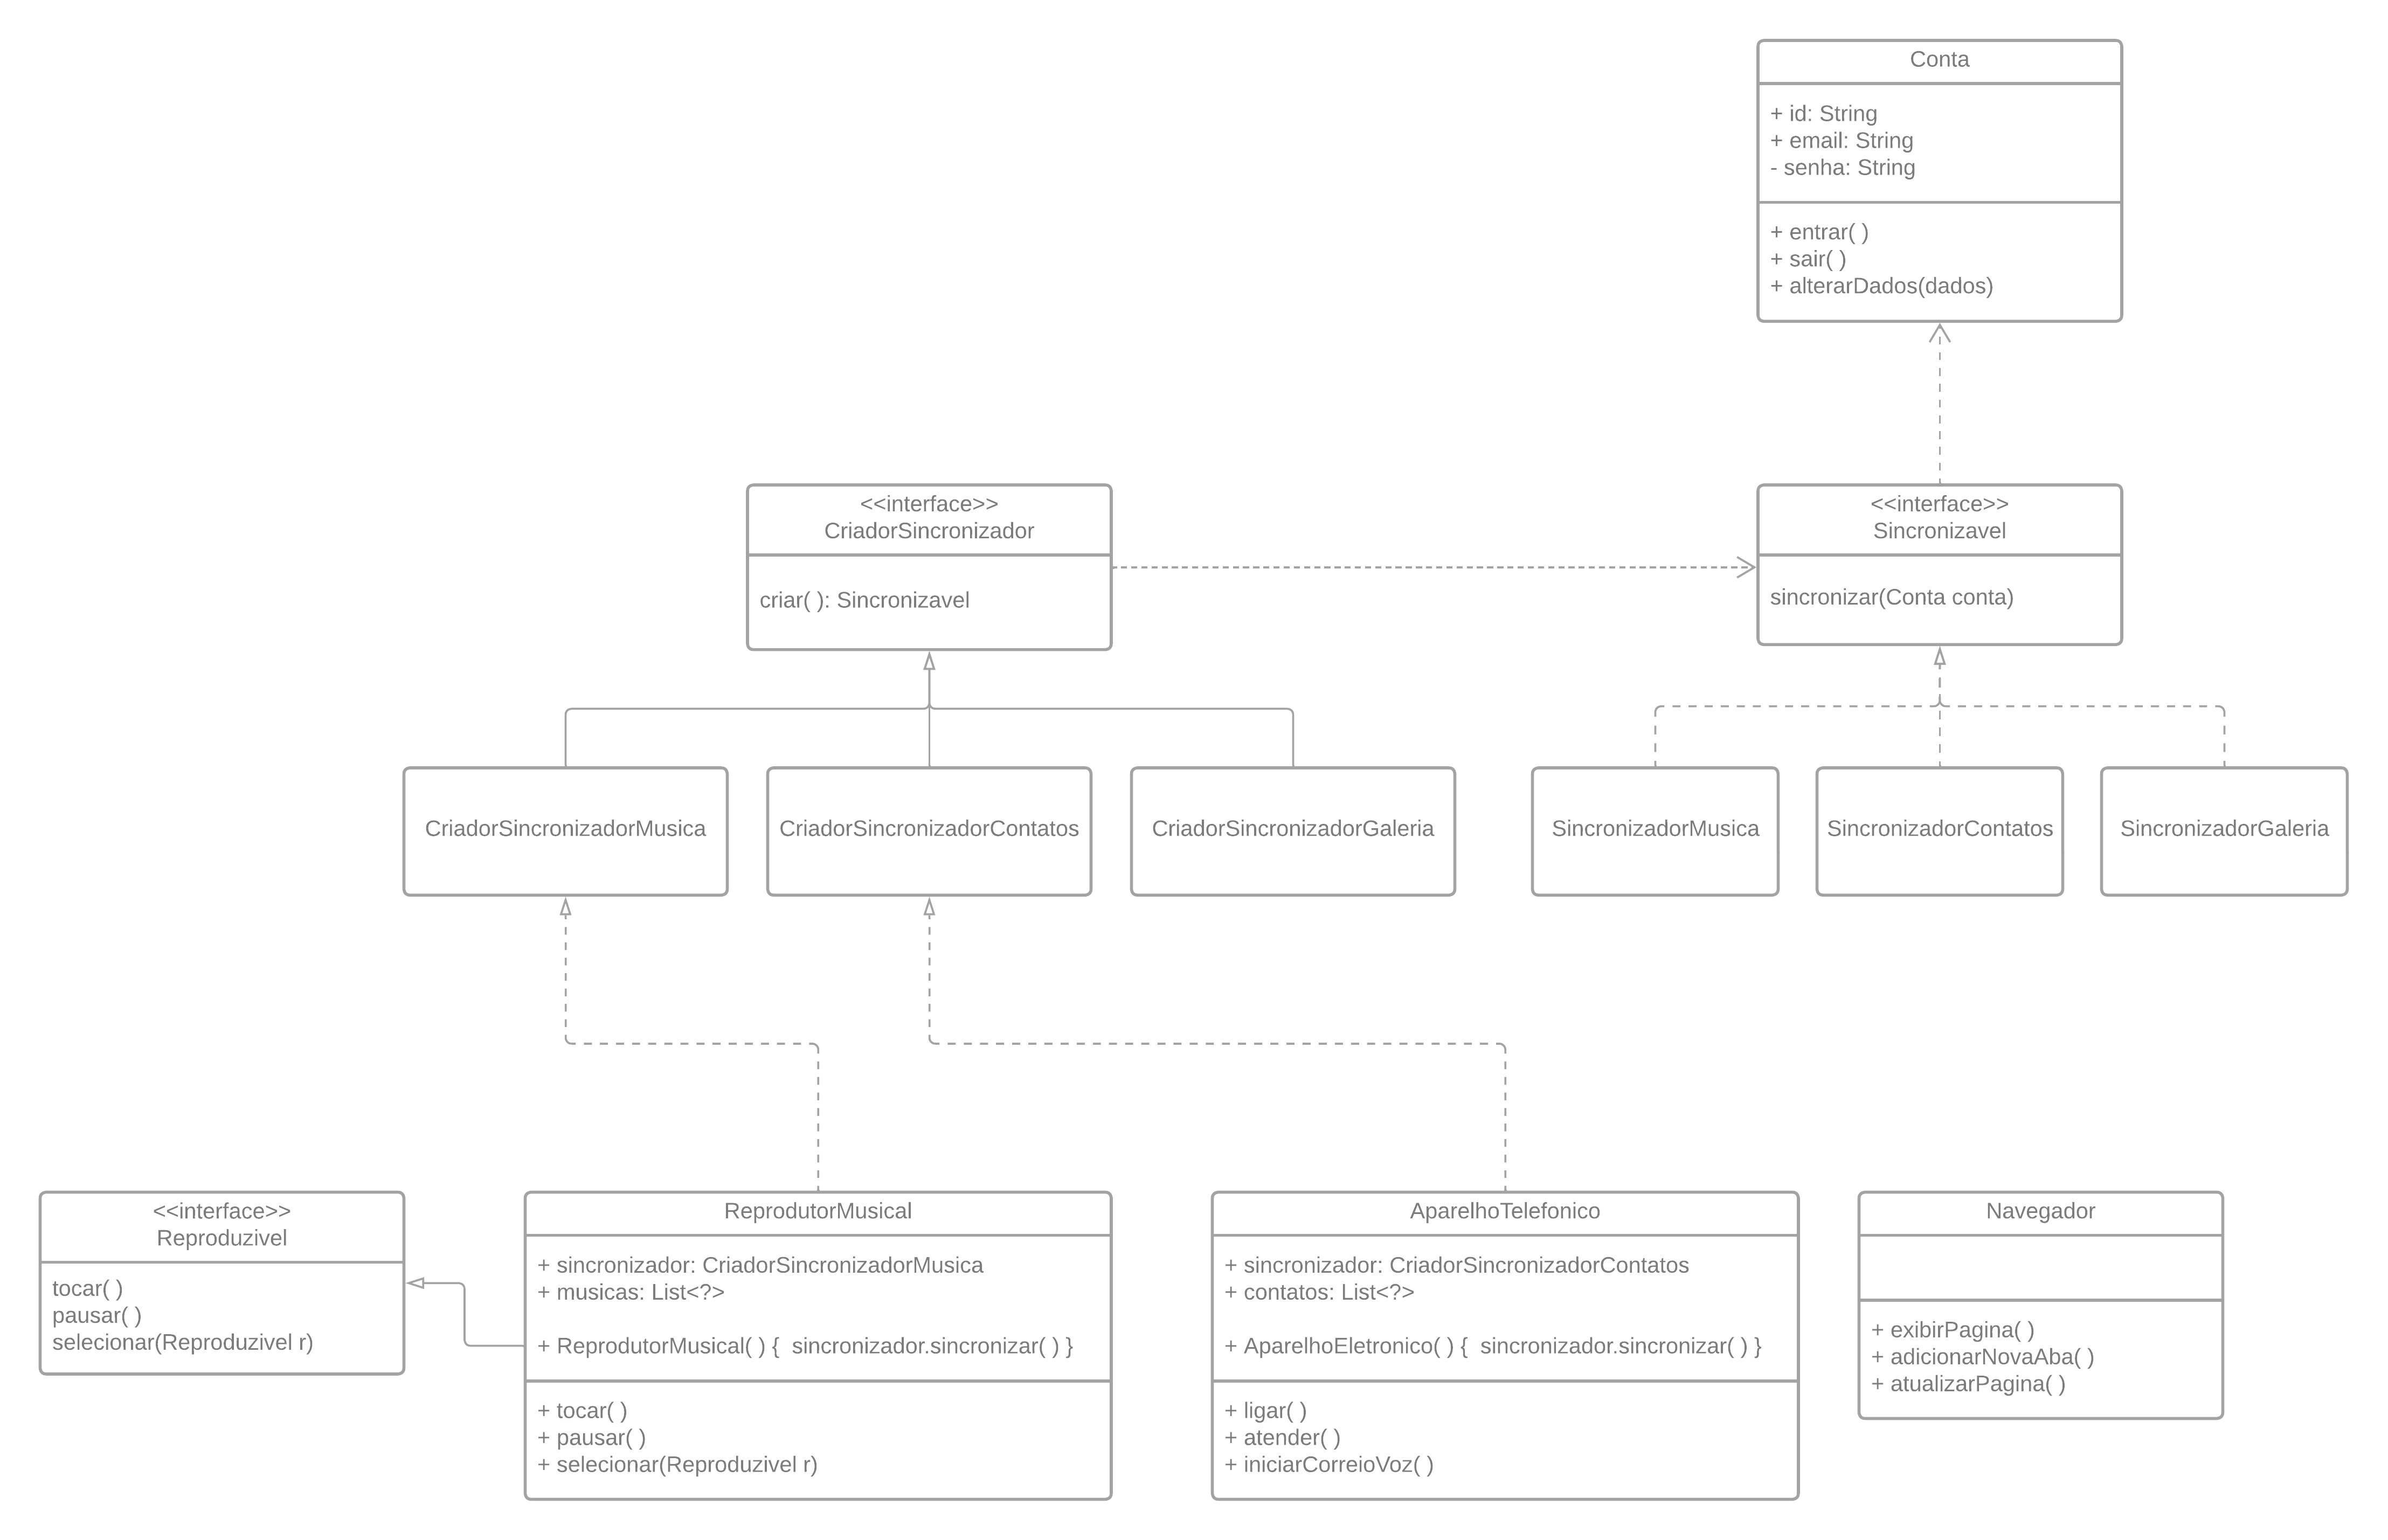 Conta
+ id: String
+ email: String
- senha: String
+ entrar( )
+ sair( )
+ alterarDados(dados)
<<interface>>
CriadorSincronizador
criar( ): Sincronizavel
<<interface>>
Sincronizavel
sincronizar(Conta conta)
CriadorSincronizadorMusica
CriadorSincronizadorContatos
CriadorSincronizadorGaleria
SincronizadorMusica
SincronizadorContatos
SincronizadorGaleria
<<interface>>
Reproduzivel
tocar( )
pausar( )
selecionar(Reproduzivel r)
ReprodutorMusical
+ sincronizador: CriadorSincronizadorMusica
+ musicas: List<?>
+ ReprodutorMusical( ) {  sincronizador.sincronizar( ) }
+ tocar( )
+ pausar( )
+ selecionar(Reproduzivel r)
AparelhoTelefonico
+ sincronizador: CriadorSincronizadorContatos
+ contatos: List<?>
+ AparelhoEletronico( ) {  sincronizador.sincronizar( ) }
+ ligar( )
+ atender( )
+ iniciarCorreioVoz( )
Navegador
+ exibirPagina( )
+ adicionarNovaAba( )
+ atualizarPagina( )